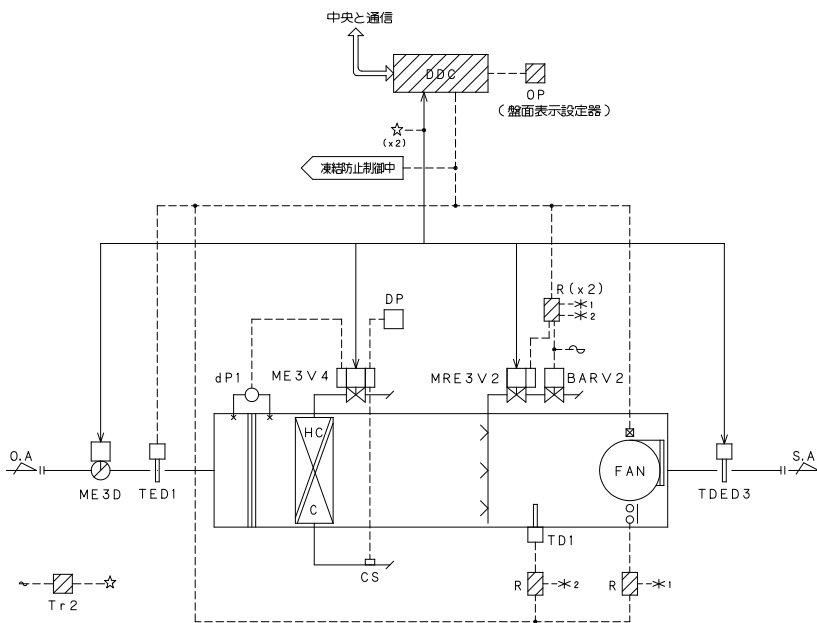 中央と通信
DDC
OP
(盤面表示設定器)
(x2)
凍結防止制御中
R(x2)
1
2
DP
dP1
ME3V4
MRE3V2
BARV2
HC
C
FAN
O.A
S.A
ME3D
TED1
TDED3
TD1
CS
R
2
R
1
Tr2